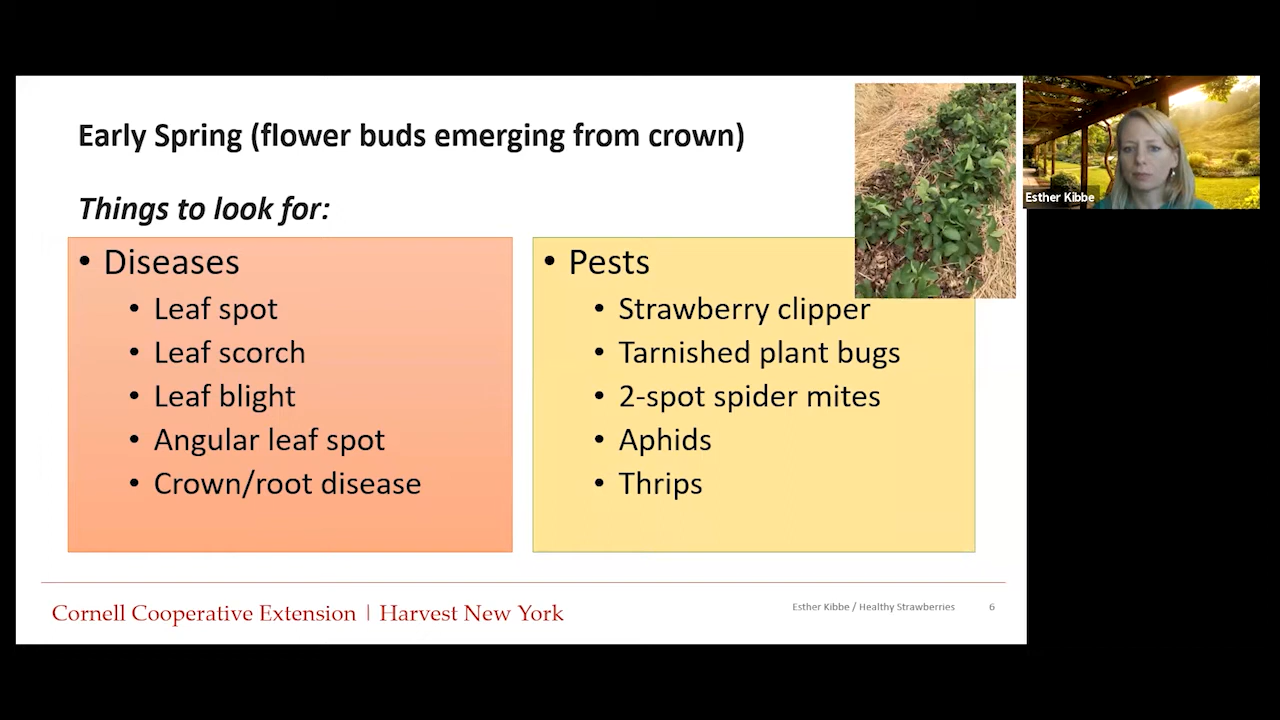 Early Spring (flower buds emerging from crown)
Things to look for:
• Diseases
• Leaf spot
• Leaf scorch
• Leaf blight
• Angular leaf spot
• Crown/root disease
• Pests
• Strawberry clipper
• Tarnished plant bugs
• 2-spot spider mites
• Aphids
• Thrips
Cornell Cooperative Extension | Harvest New York
Esther Kibbe / Healthy Strawberries 6
Esther Kibbe